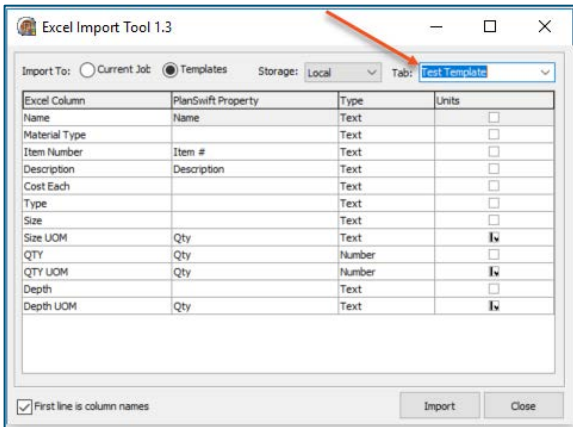 Excel Import Tool 1.3
Import To: Current Job Templates Storage: Local Tab: Test Template
Excel Column PlanSwift Property Type Units
Name Name Text
Material Type Text
Item Number Item # Text
Description Description Text
Cost Each Text
Type Text
Size Text
Size UOM Qty Text
QTY Qty Number
QTY UOM Qty Number
Depth Text
Depth UOM Qty Text
First line is column names Import Close